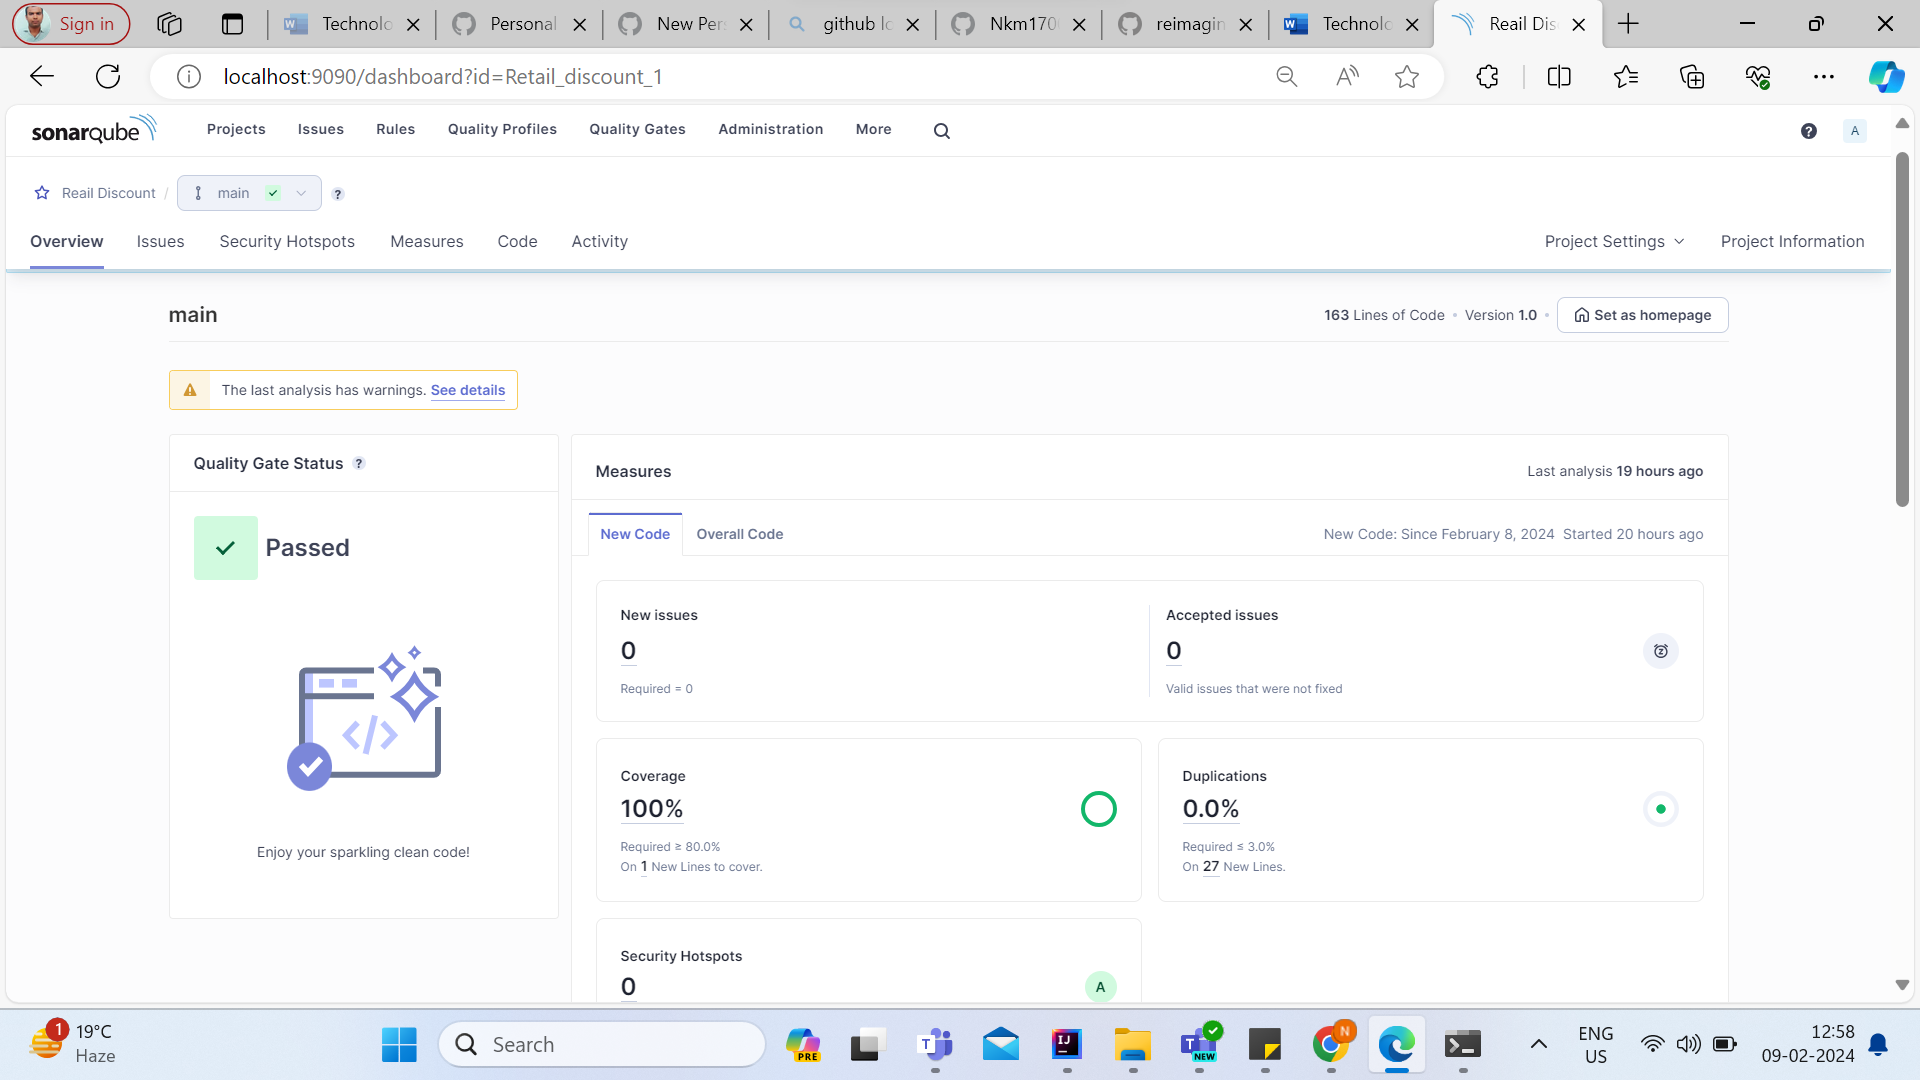 Sign in
Technolo
Personal
New Pers
github lo
Nkm170
reimagin
Technolo
Reail Dis
localhost:9090/dashboard?id=Retail_discount_1
sonarqube
Projects Issues Rules Quality Profiles Quality Gates Administration More
? A
Reail Discount / main ?
Overview Issues Security Hotspots Measures Code Activity Project Settings Project Information
main
163 Lines of Code • Version 1.0 • Set as homepage
The last analysis has warnings. See details
Quality Gate Status ?
Passed
</>
Enjoy your sparkling clean code!
Measures
Last analysis 19 hours ago
New Code Overall Code
New Code: Since February 8, 2024 Started 20 hours ago
New issues
0
Required = 0
Accepted issues
0
Valid issues that were not fixed
Coverage
100%
Required ≥ 80.0%
On 1 New Lines to cover.
Duplications
0.0%
Required ≤ 3.0%
On 27 New Lines.
Security Hotspots
0
A
1
19°C
Haze
Search
PRE
T
IJ
T
NEW
N
ENG
US
12:58
09-02-2024